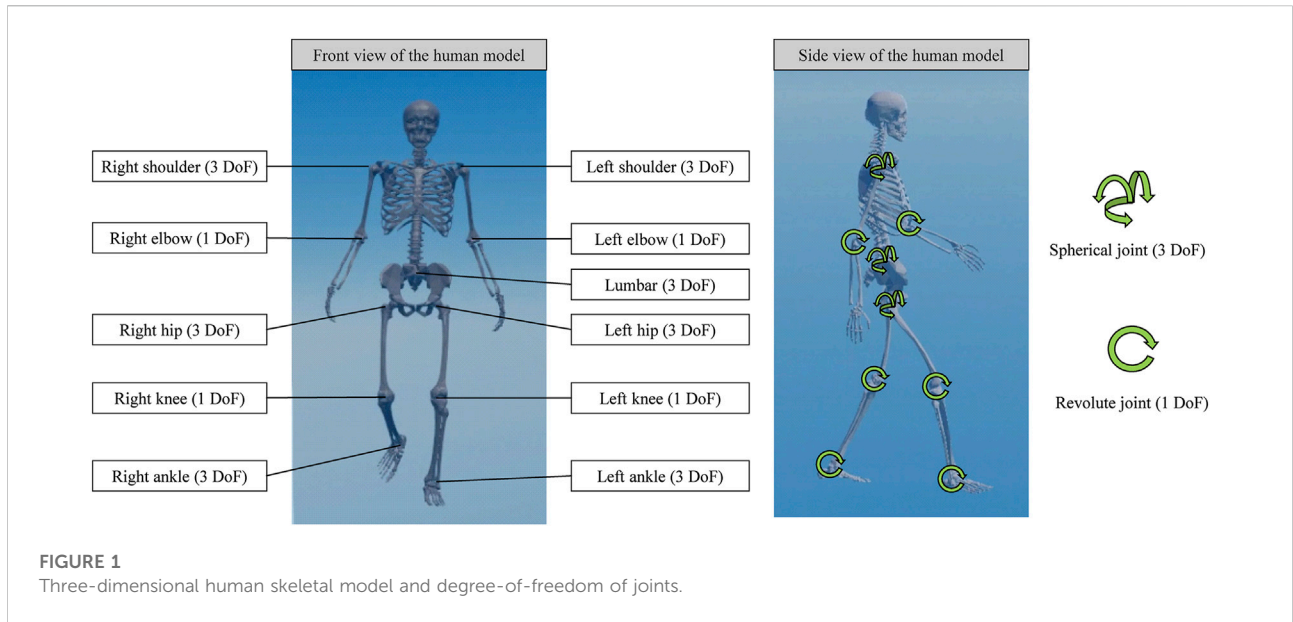 Front view of the human model
Side view of the human model
Right shoulder (3 DoF)
Left shoulder (3 DoF)
Right elbow (1 DoF)
Left elbow (1 DoF)
Lumbar (3 DoF)
Right hip (3 DoF)
Left hip (3 DoF)
Right knee (1 DoF)
Left knee (1 DoF)
Right ankle (3 DoF)
Left ankle (3 DoF)
Spherical joint (3 DoF)
Revolute joint (1 DoF)
FIGURE 1
Three-dimensional human skeletal model and degree-of-freedom of joints.